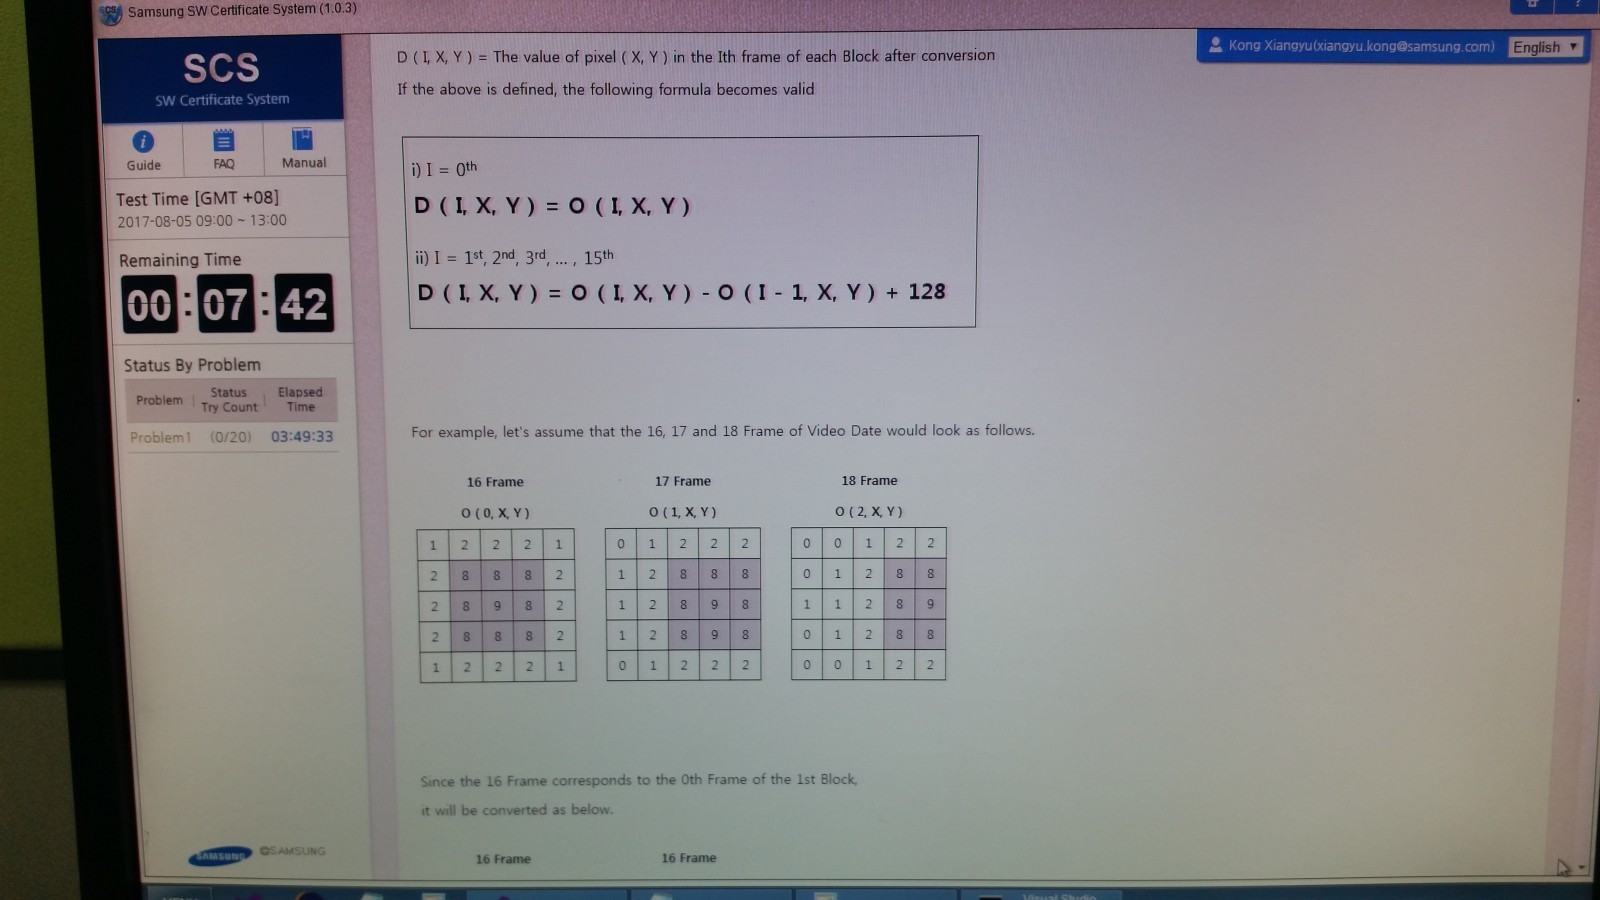 Samsung SW Certificate System (1.0.3)
SCS
SW Certificate System
Guide
FAQ
Manual
Test Time [GMT +08]
2017-08-05 09:00 ~ 13:00
Remaining Time
00:07:42
Status By Problem
Problem | Status Try Count | Elapsed Time
Problem1 (0/20) 03:49:33
SAMSUNG ©SAMSUNG
Kong Xiangyu(xiangyu.kong@samsung.com) English ▼
D ( I, X, Y ) = The value of pixel ( X, Y ) in the Ith frame of each Block after conversion
If the above is defined, the following formula becomes valid
i) I = 0th
D ( I, X, Y ) = O ( I, X, Y )
ii) I = 1st, 2nd, 3rd, ... , 15th
D ( I, X, Y ) = O ( I, X, Y ) - O ( I - 1, X, Y ) + 128
For example, let's assume that the 16, 17 and 18 Frame of Video Date would look as follows.
16 Frame
O ( 0, X, Y )
1 2 2 2 1
2 8 8 8 2
2 8 9 8 2
2 8 8 8 2
1 2 2 2 1
17 Frame
O ( 1, X, Y )
0 1 2 2 2
1 2 8 8 8
1 2 8 9 8
1 2 8 9 8
0 1 2 2 2
18 Frame
O ( 2, X, Y )
0 0 1 2 2
0 1 2 8 8
1 1 2 8 9
0 1 2 8 8
0 0 1 2 2
Since the 16 Frame corresponds to the 0th Frame of the 1st Block,
it will be converted as below.
16 Frame 16 Frame
Visual Studio